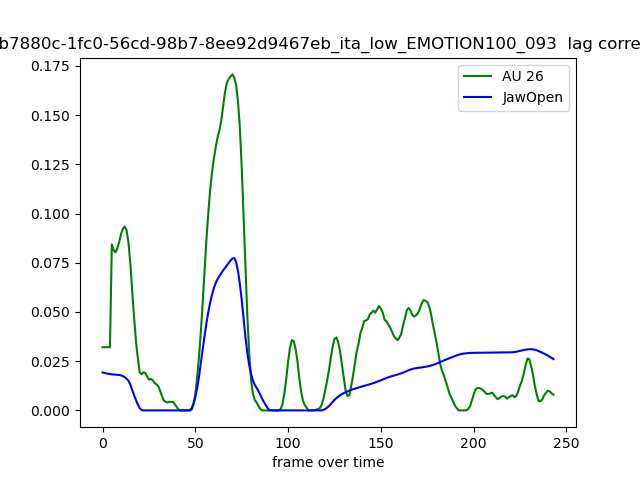 b7880c-1fc0-56cd-98b7-8ee92d9467eb_ita_low_EMOTION100_093 lag corre
AU 26
JawOpen
0.175
0.150
0.125
0.100
0.075
0.050
0.025
0.000
0 50 100 150 200 250
frame over time